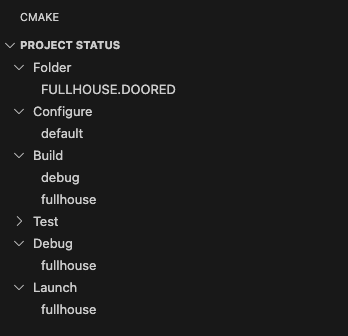 CMAKE
PROJECT STATUS
Folder
FULLHOUSE.DOORED
Configure
default
Build
debug
fullhouse
Test
Debug
fullhouse
Launch
fullhouse